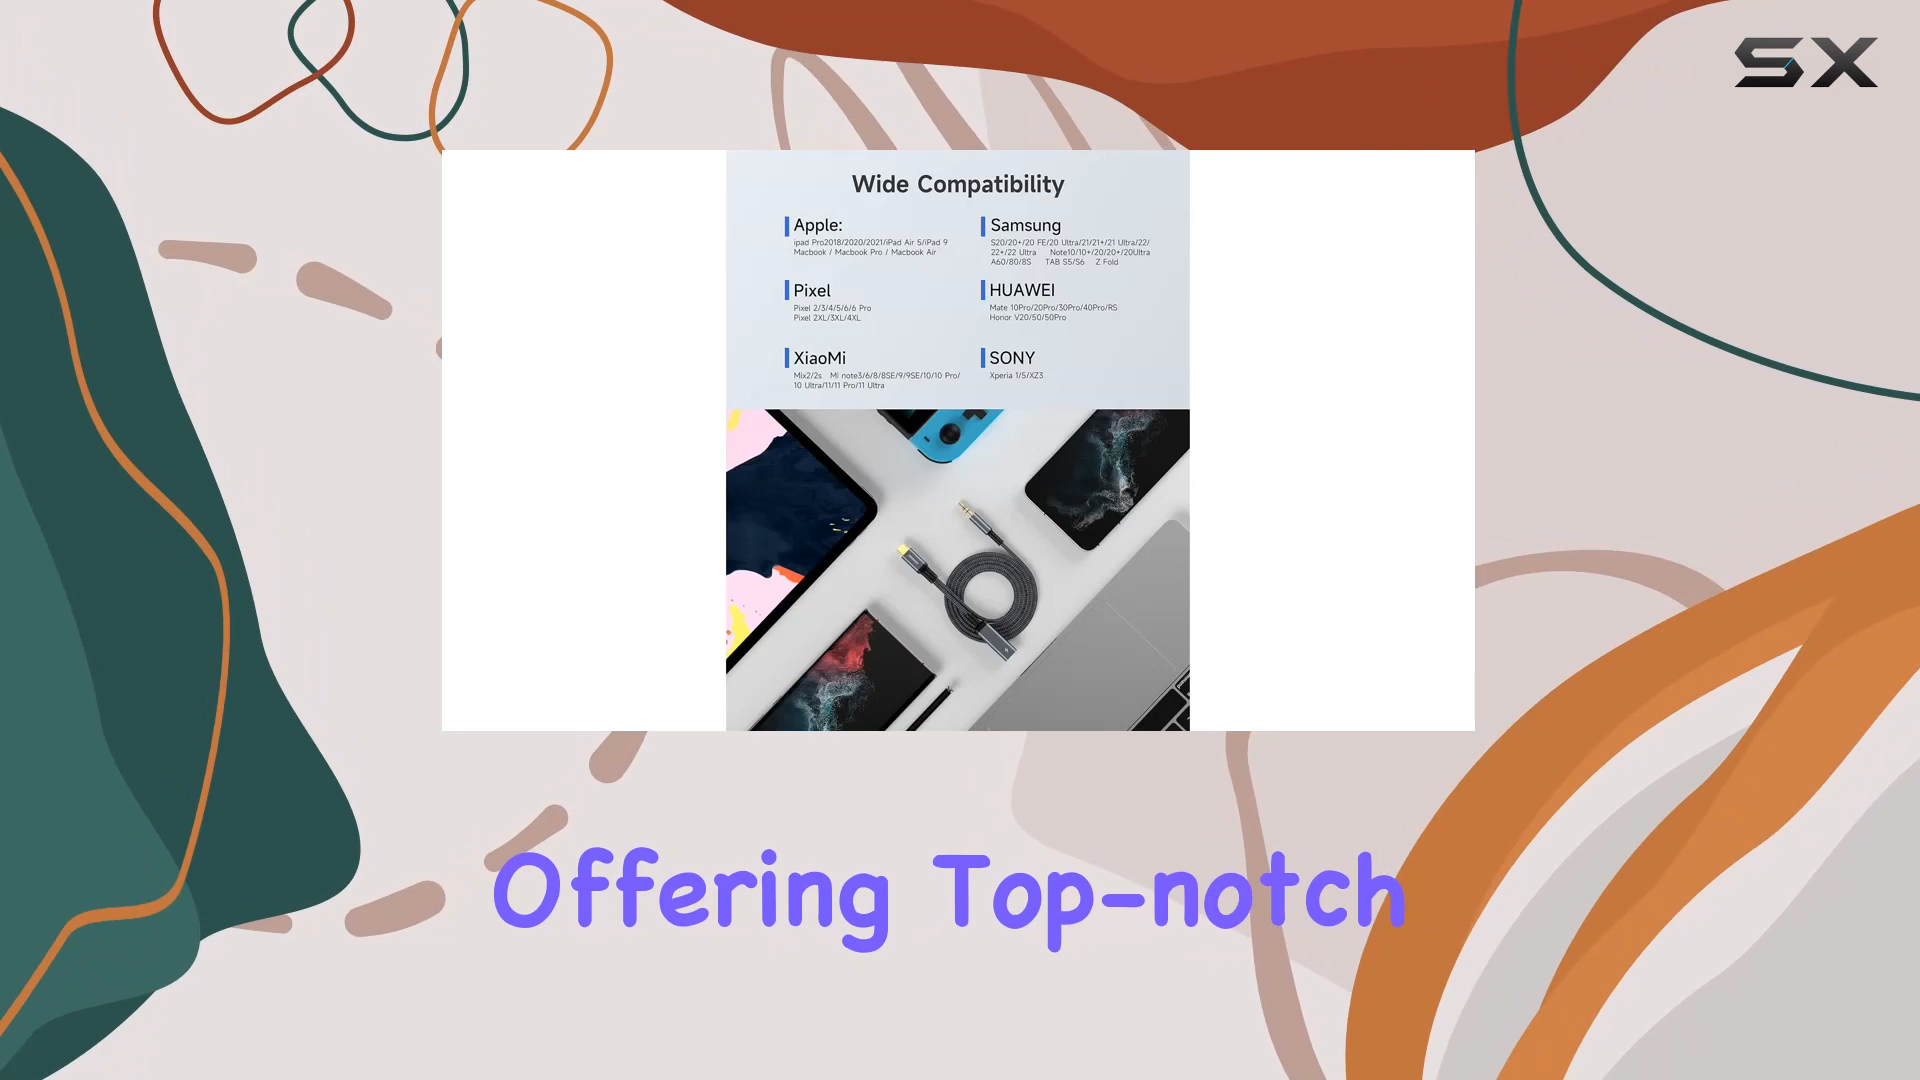 SX
Wide Compatibility
Apple:
ipad Pro2018/2020/2021/iPad Air 5/iPad 9
Macbook / Macbook Pro / Macbook Air
Samsung
S20/20+/20 FE/20 Ultra/21/21+/21 Ultra/22/
22+/22 Ultra Note10/10+/20/20+/20Ultra
A60/80/8S TAB S5/S6 Z Fold
Pixel
Pixel 2/3/4/5/6/6 Pro
Pixel 2XL/3XL/4XL
HUAWEI
Mate 10Pro/20Pro/30Pro/40Pro/RS
Honor V20/50/50Pro
XiaoMi
Mix2/2s Mi note3/6/8/8SE/9/9SE/10/10 Pro/
10 Ultra/11/11 Pro/11 Ultra
SONY
Xperia 1/5/XZ3
Offering Top-notch